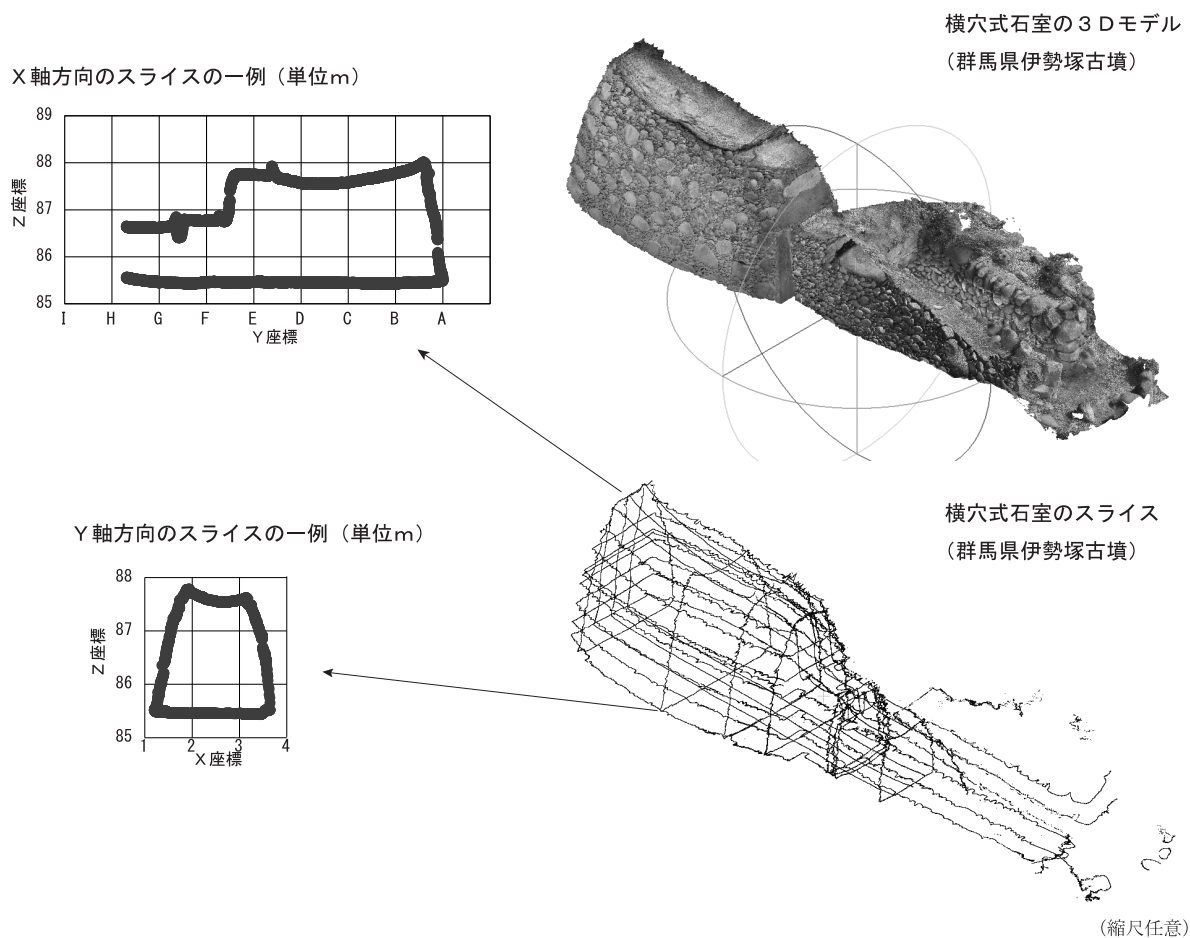 横穴式石室の３Ｄモデル
（群馬県伊勢塚古墳）
Ｘ軸方向のスライスの一例（単位ｍ）
89
88
87
86
85
Ｚ座標
I H G F E D C B A
Ｙ座標
横穴式石室のスライス
（群馬県伊勢塚古墳）
Ｙ軸方向のスライスの一例（単位ｍ）
88
87
86
85
Ｚ座標
1 2 3 4
Ｘ座標
（縮尺任意）